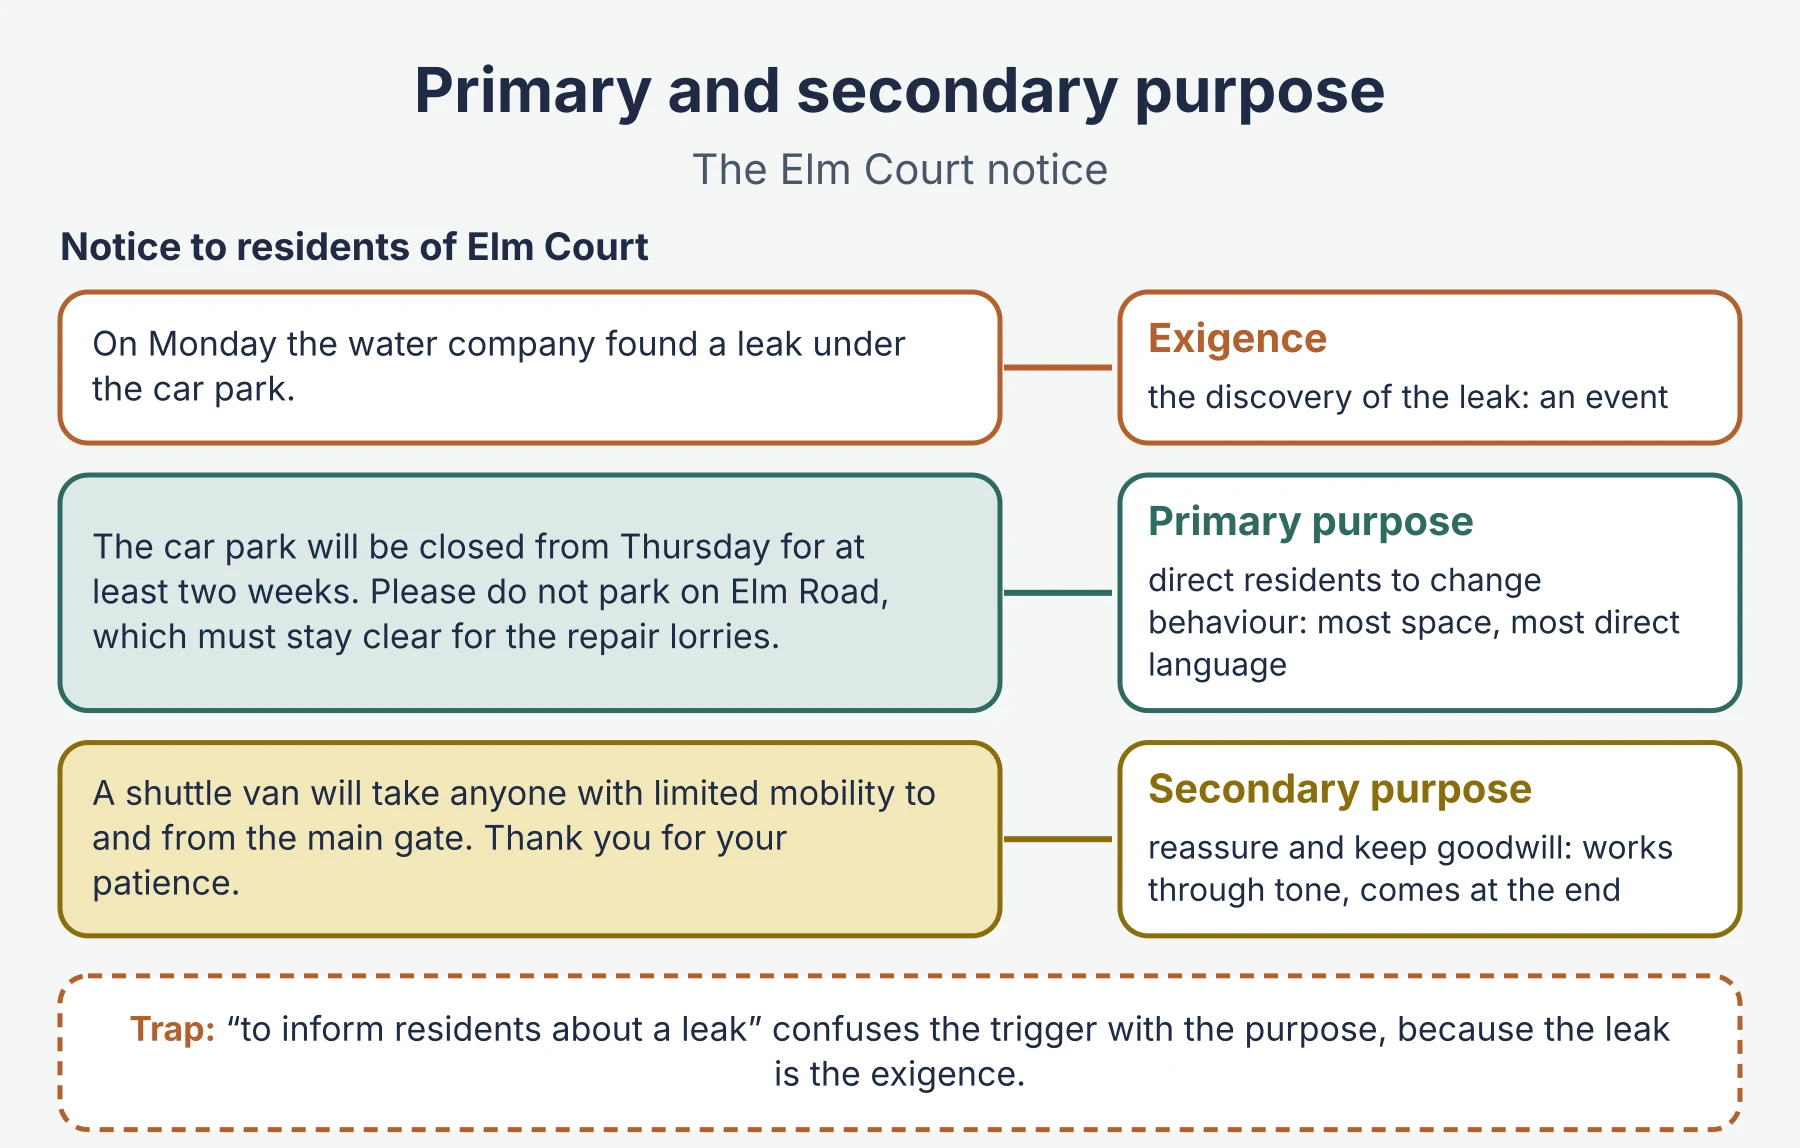 Primary and secondary purpose
The Elm Court notice
Notice to residents of Elm Court
On Monday the water company found a leak under
the car park.
Exigence
the discovery of the leak: an event
The car park will be closed from Thursday for at
least two weeks. Please do not park on Elm Road,
which must stay clear for the repair lorries.
Primary purpose
direct residents to change
behaviour: most space, most direct
language
A shuttle van will take anyone with limited mobility to
and from the main gate. Thank you for your
patience.
Secondary purpose
reassure and keep goodwill: works
through tone, comes at the end
Trap: “to inform residents about a leak” confuses the trigger with the purpose, because the leak
is the exigence.